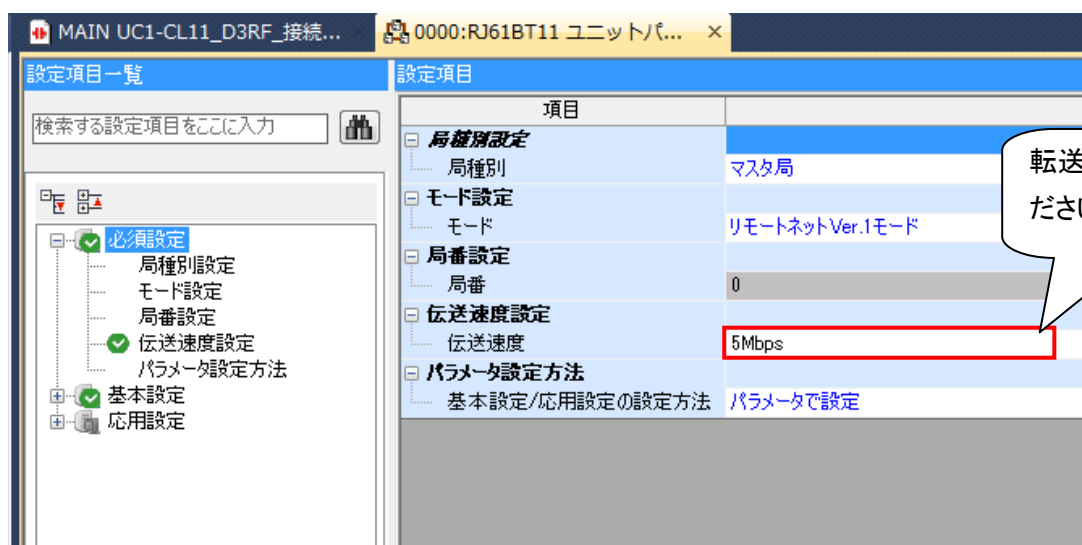 MAIN UC1-CL11_D3RF_接続...
0000:RJ61BT11 ユニットパ...
設定項目一覧
検索する設定項目をここに入力
必須設定
局種別設定
モード設定
局番設定
伝送速度設定
パラメータ設定方法
基本設定
応用設定
設定項目
項目
局種別設定
局種別 マスタ局
モード設定
モード リモートネットVer.1モード
局番設定
局番 0
伝送速度設定
伝送速度 5Mbps
パラメータ設定方法
基本設定/応用設定の設定方法 パラメータで設定
転送
ださい